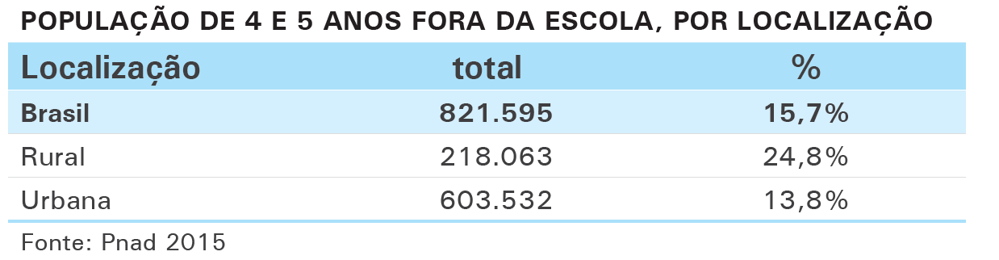 POPULAÇÃO DE 4 E 5 ANOS FORA DA ESCOLA, POR LOCALIZAÇÃO
Localização total %
Brasil 821.595 15,7%
Rural 218.063 24,8%
Urbana 603.532 13,8%
Fonte: Pnad 2015